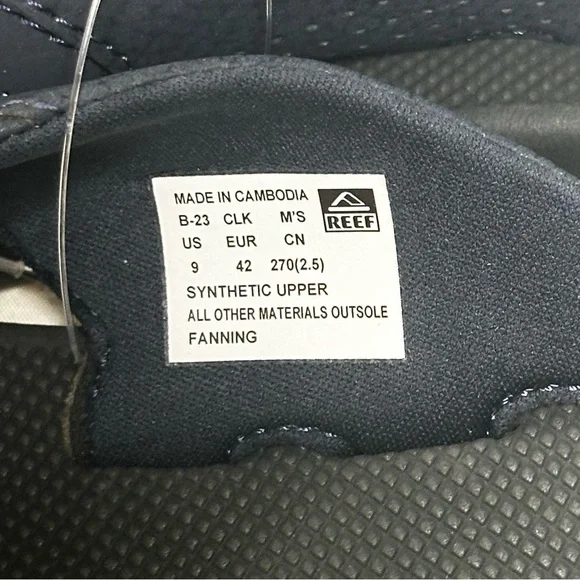 MADE IN CAMBODIA
REEF
B-23 CLK M'S
US EUR CN
9 42 270(2.5)
SYNTHETIC UPPER
ALL OTHER MATERIALS OUTSOLE
FANNING